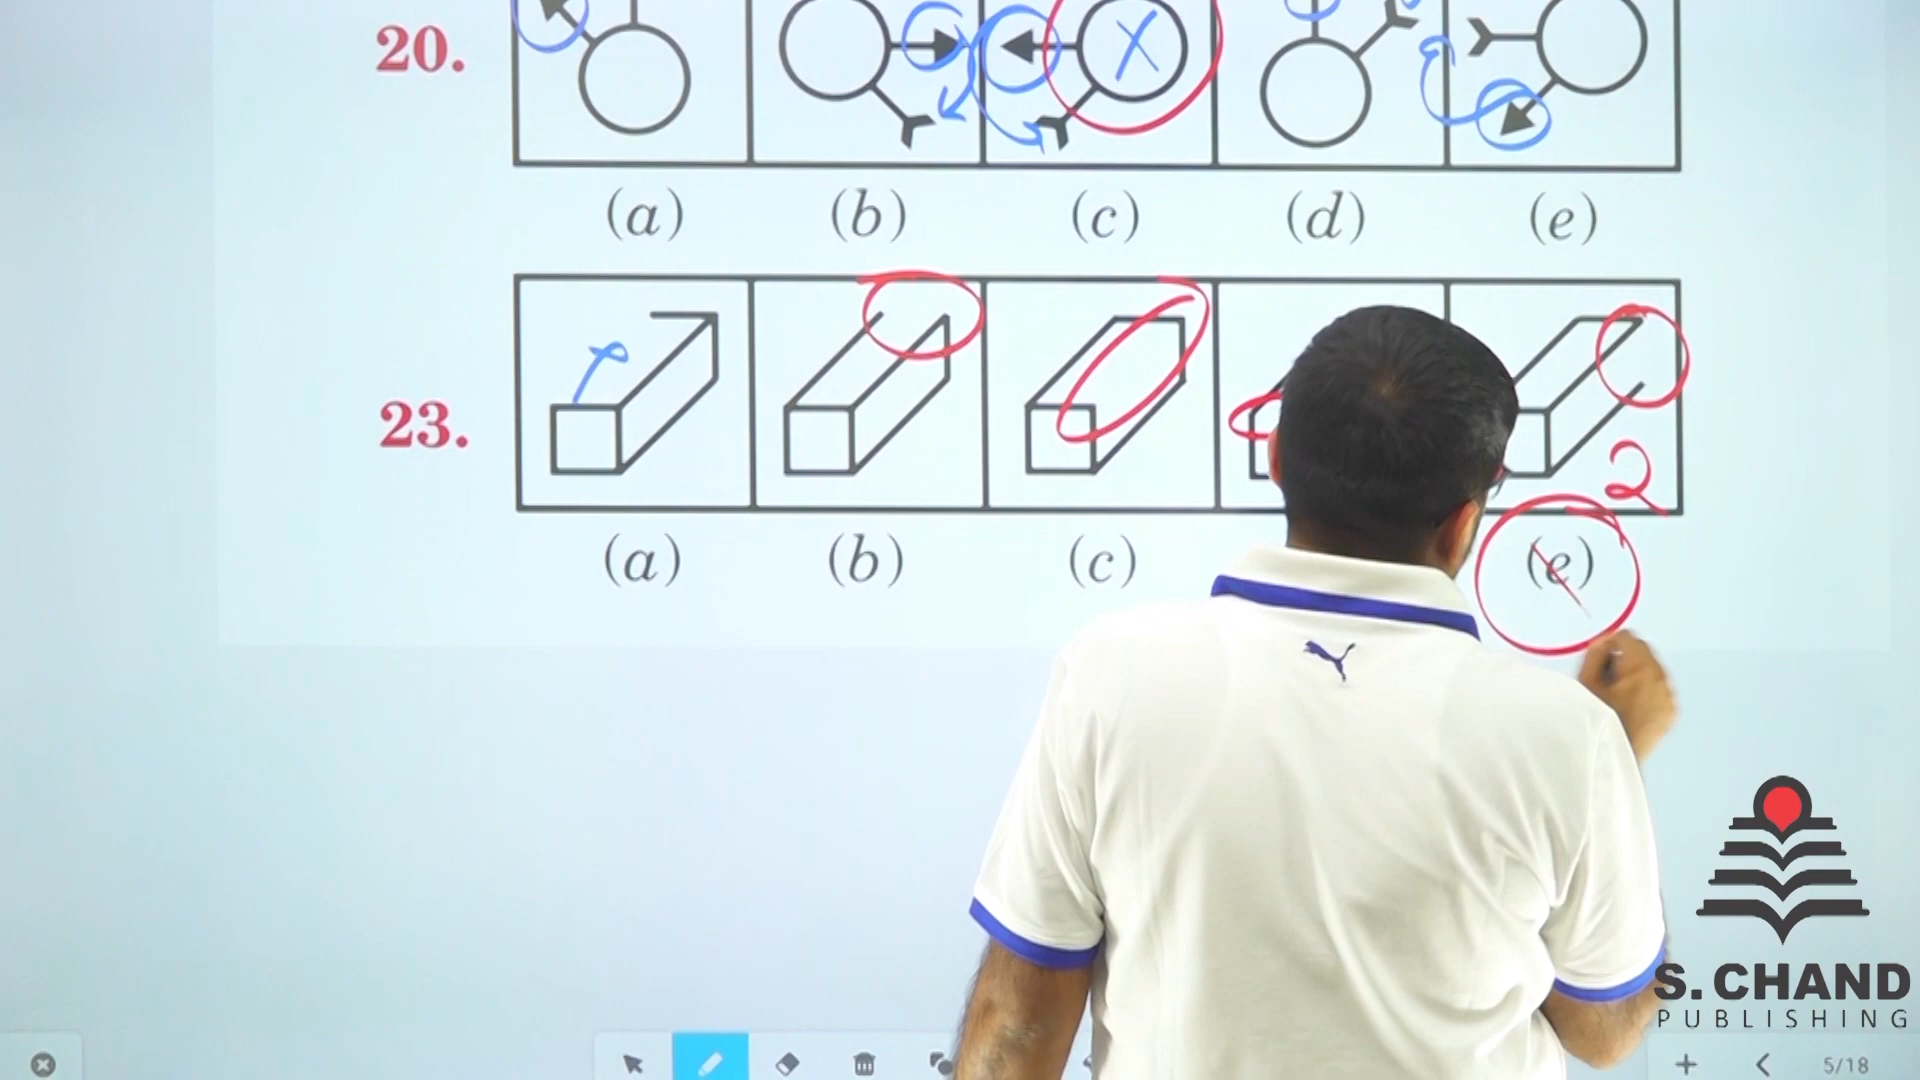 20.
(a) (b) (c) (d) (e)
23.
2
(a) (b) (c) (e)
S. CHAND
PUBLISHING
5/18